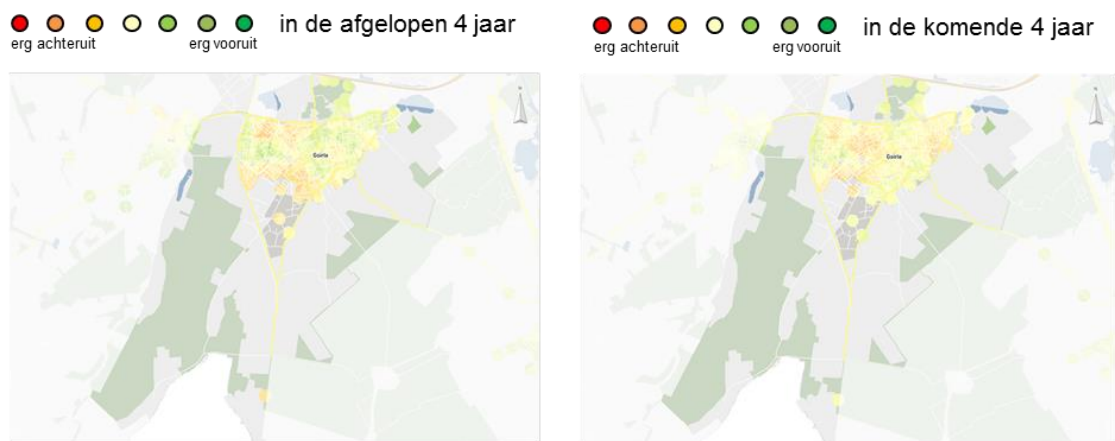 in de afgelopen 4 jaar
erg achteruit erg vooruit
in de komende 4 jaar
erg achteruit erg vooruit
Goirle
Goirle